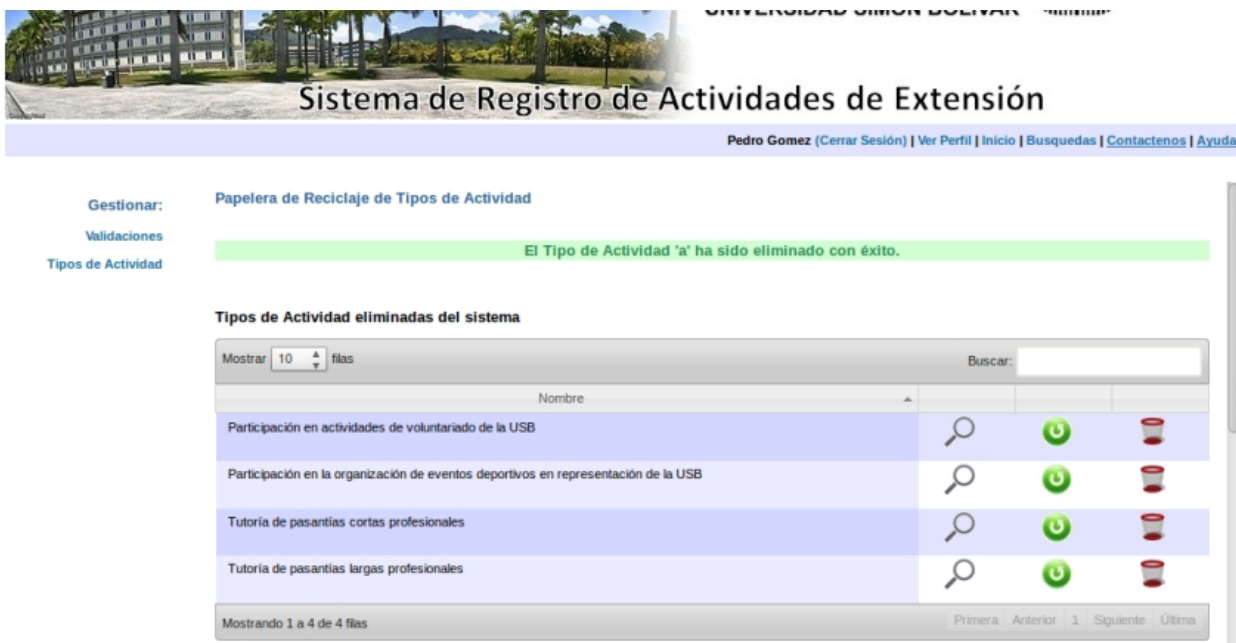 UNIVERSIDAD SIMÓN BOLÍVAR
Sistema de Registro de Actividades de Extensión
Pedro Gomez (Cerrar Sesión) | Ver Perfil | Inicio | Busquedas | Contactenos | Ayuda
Gestionar:
Validaciones
Tipos de Actividad
Papelera de Reciclaje de Tipos de Actividad
El Tipo de Actividad 'a' ha sido eliminado con éxito.
Tipos de Actividad eliminadas del sistema
Mostrar 10 filas
Buscar:
Nombre
Participación en actividades de voluntariado de la USB
Participación en la organización de eventos deportivos en representación de la USB
Tutoría de pasantías cortas profesionales
Tutoría de pasantías largas profesionales
Mostrando 1 a 4 de 4 filas
Primera Anterior 1 Siguiente Última